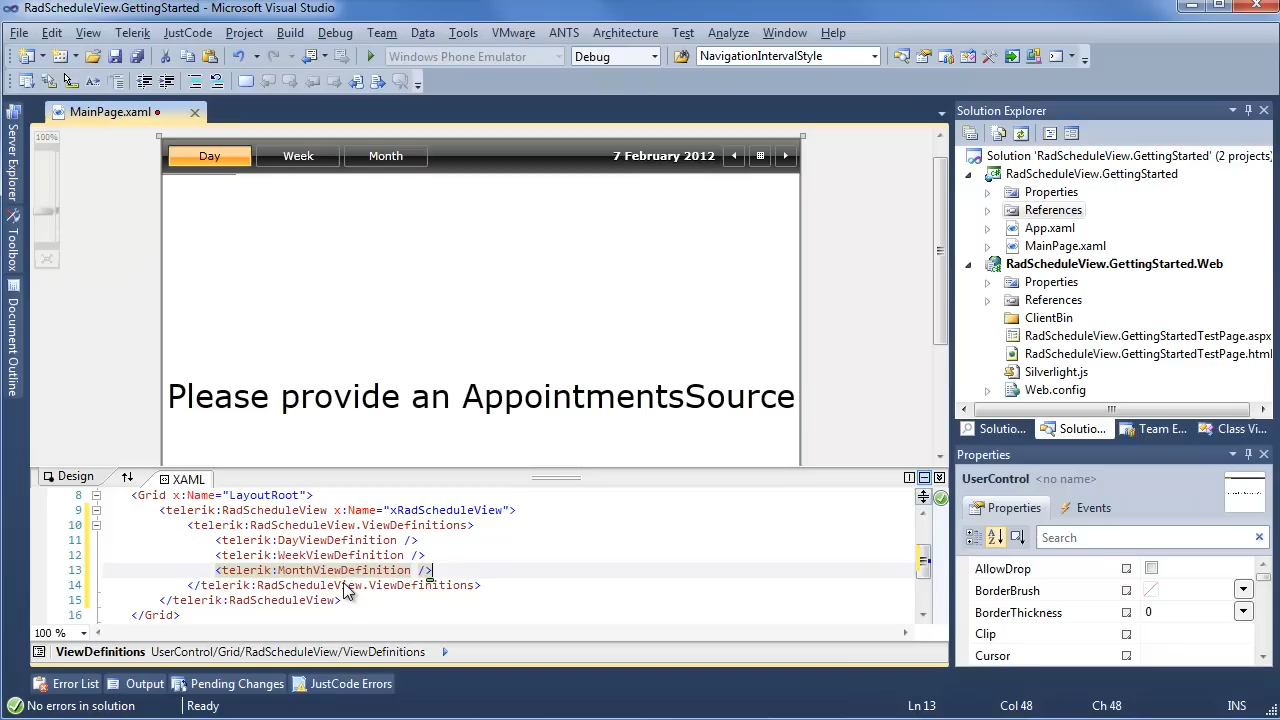 RadScheduleView.GettingStarted - Microsoft Visual Studio
File Edit View Telerik JustCode Project Build Debug Team Data Tools VMware ANTS Architecture Test Analyze Window Help
Windows Phone Emulator Debug NavigationIntervalStyle
MainPage.xaml
Server Explorer
Toolbox
Document Outline
100%
Day Week Month 7 February 2012
Please provide an AppointmentsSource
Design XAML
8 <Grid x:Name="LayoutRoot">
9 <telerik:RadScheduleView x:Name="xRadScheduleView">
10 <telerik:RadScheduleView.ViewDefinitions>
11 <telerik:DayViewDefinition />
12 <telerik:WeekViewDefinition />
13 <telerik:MonthViewDefinition />
14 </telerik:RadScheduleView.ViewDefinitions>
15 </telerik:RadScheduleView>
16 </Grid>
100 %
ViewDefinitions UserControl/Grid/RadScheduleView/ViewDefinitions
Error List Output Pending Changes JustCode Errors
No errors in solution Ready Ln 13 Col 48 Ch 48 INS
Solution Explorer
Solution 'RadScheduleView.GettingStarted' (2 projects)
RadScheduleView.GettingStarted
Properties
References
App.xaml
MainPage.xaml
RadScheduleView.GettingStarted.Web
Properties
References
ClientBin
RadScheduleView.GettingStartedTestPage.aspx
RadScheduleView.GettingStartedTestPage.html
Silverlight.js
Web.config
Solutio... Solutio... Team E... Class Vi...
Properties
UserControl <no name>
Properties Events
Search
AllowDrop
BorderBrush
BorderThickness 0
Clip
Cursor